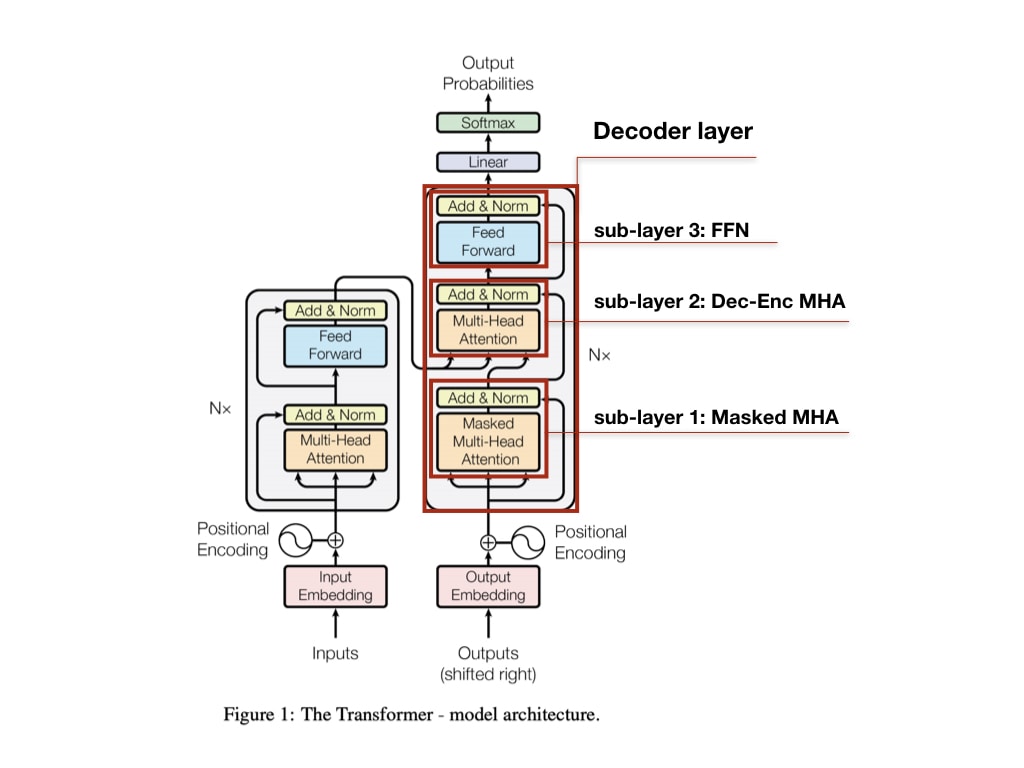 Output
Probabilities
Softmax
Linear
Decoder layer
Add & Norm
Feed
Forward
sub-layer 3: FFN
Add & Norm
Multi-Head
Attention
sub-layer 2: Dec-Enc MHA
Nx
Add & Norm
Masked
Multi-Head
Attention
sub-layer 1: Masked MHA
Add & Norm
Feed
Forward
Nx
Add & Norm
Multi-Head
Attention
Positional
Encoding
Positional
Encoding
Input
Embedding
Output
Embedding
Inputs
Outputs
(shifted right)
Figure 1: The Transformer - model architecture.